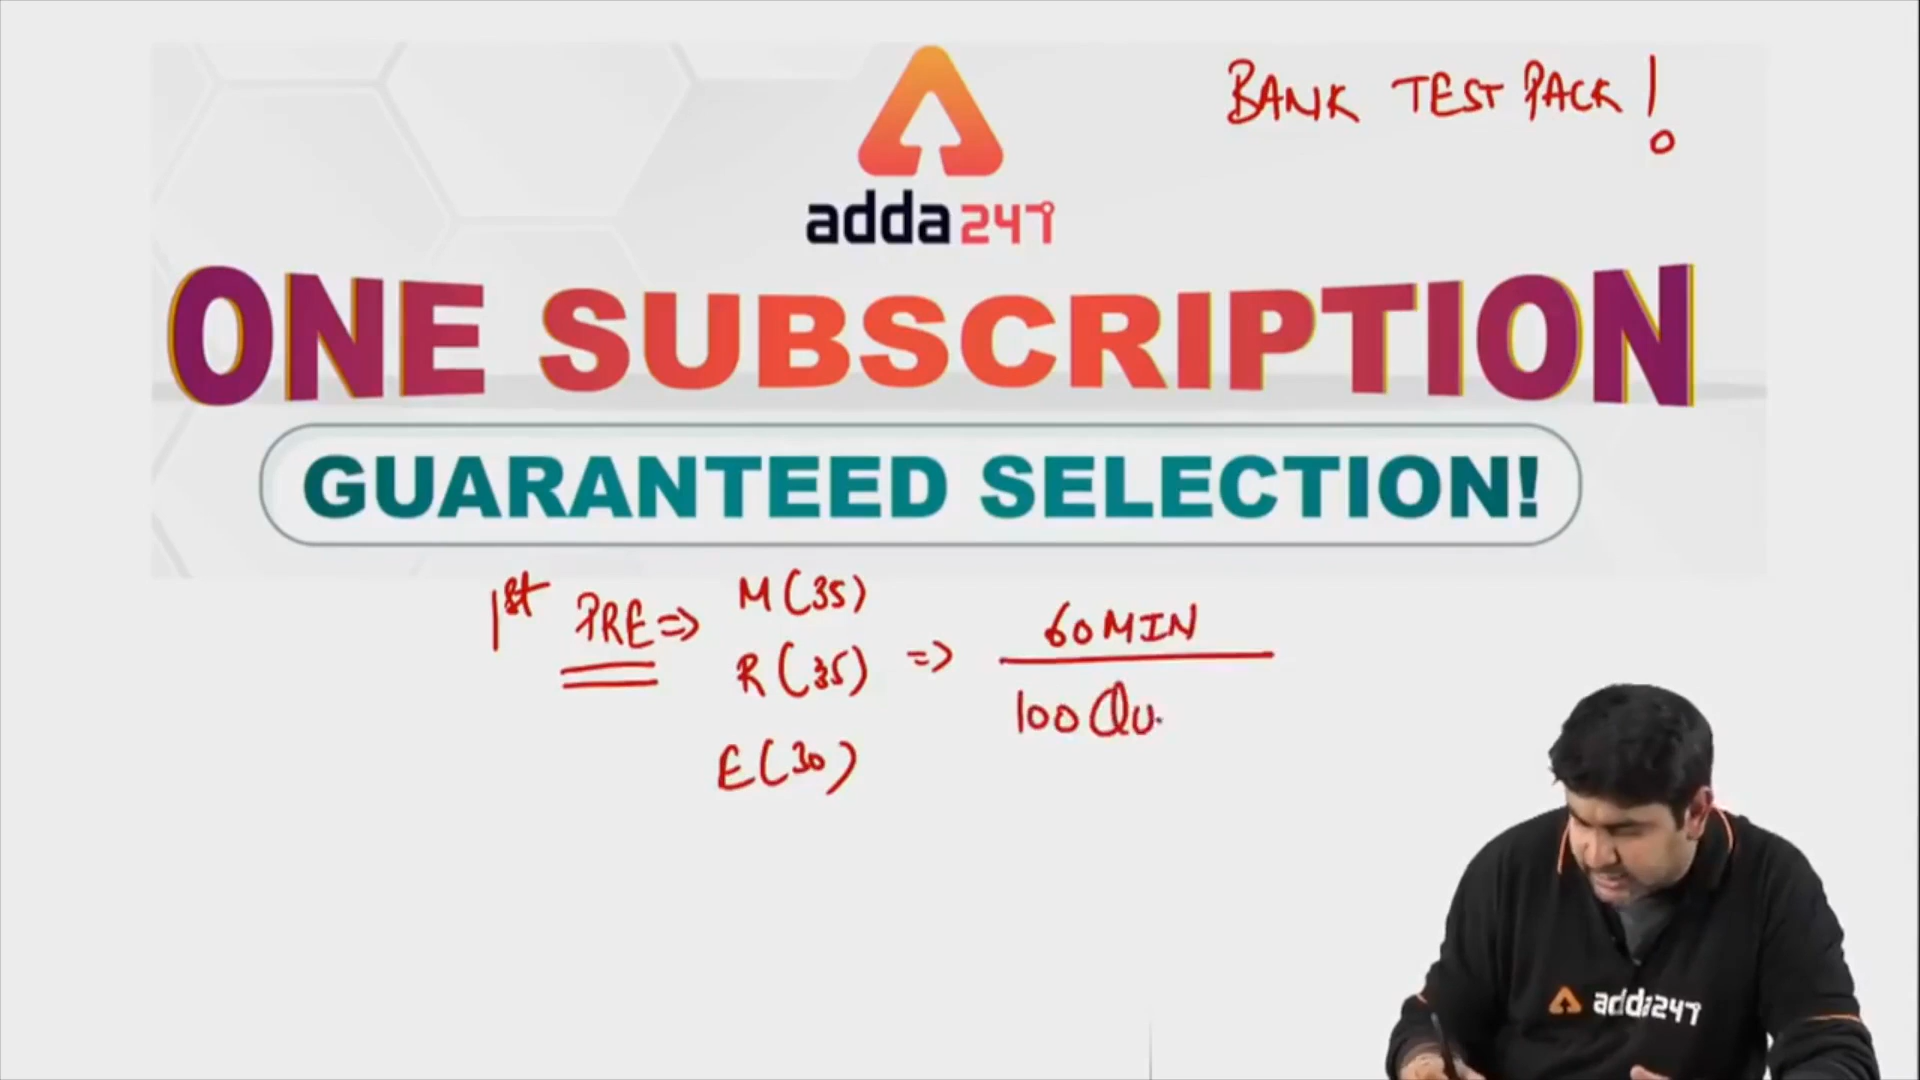 BANK TEST PACK!
adda247
ONE SUBSCRIPTION
GUARANTEED SELECTION!
1st PRE => M(35)
R(35) => 60 MIN
100 Qu.
E(30)
adda247